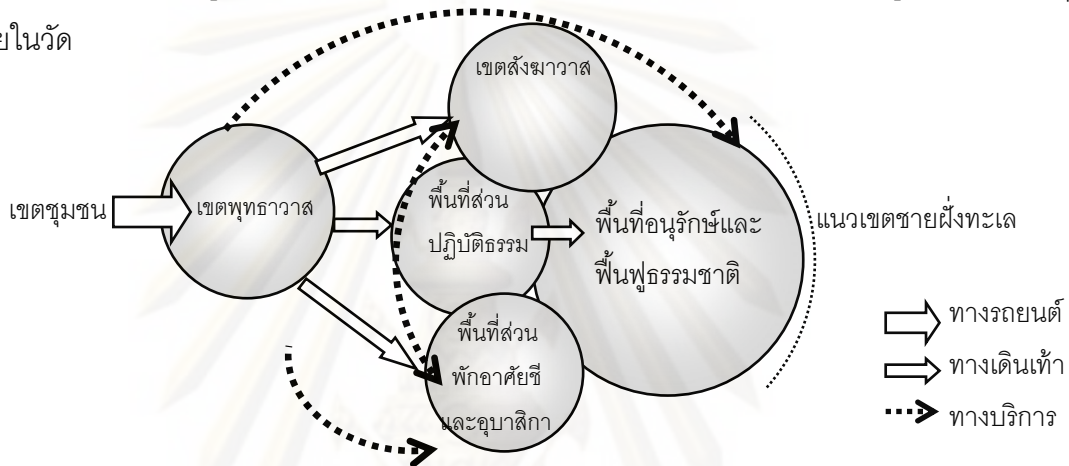 ยในวัด
เขตสังฆาวาส
เขตชุมชน
เขตพุทธาวาส
พื้นที่ส่วน
ปฏิบัติธรรม
พื้นที่อนุรักษ์และ
ฟื้นฟูธรรมชาติ
แนวเขตชายฝั่งทะเล
พื้นที่ส่วน
พักอาศัยชี
และอุบาสิกา
ทางรถยนต์
ทางเดินเท้า
ทางบริการ